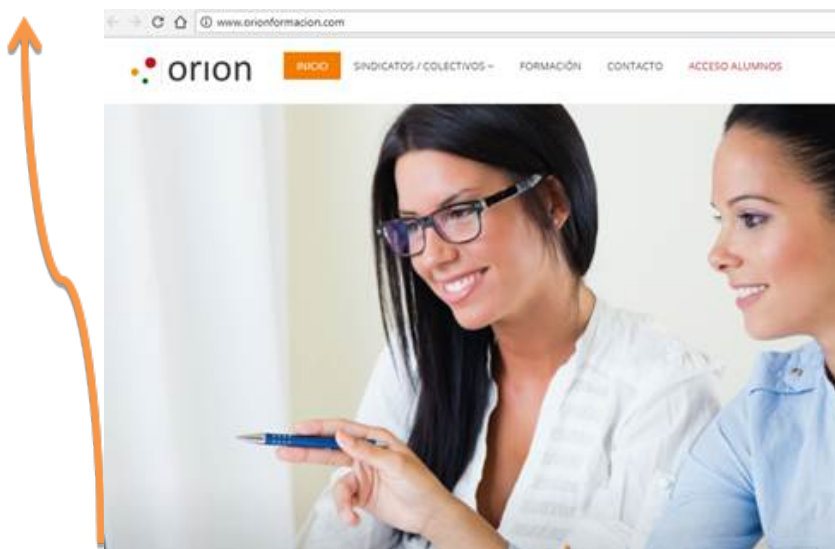 www.orionformacion.com
orion INICIO SINDICATOS / COLECTIVOS FORMACIÓN CONTACTO ACCESO ALUMNOS